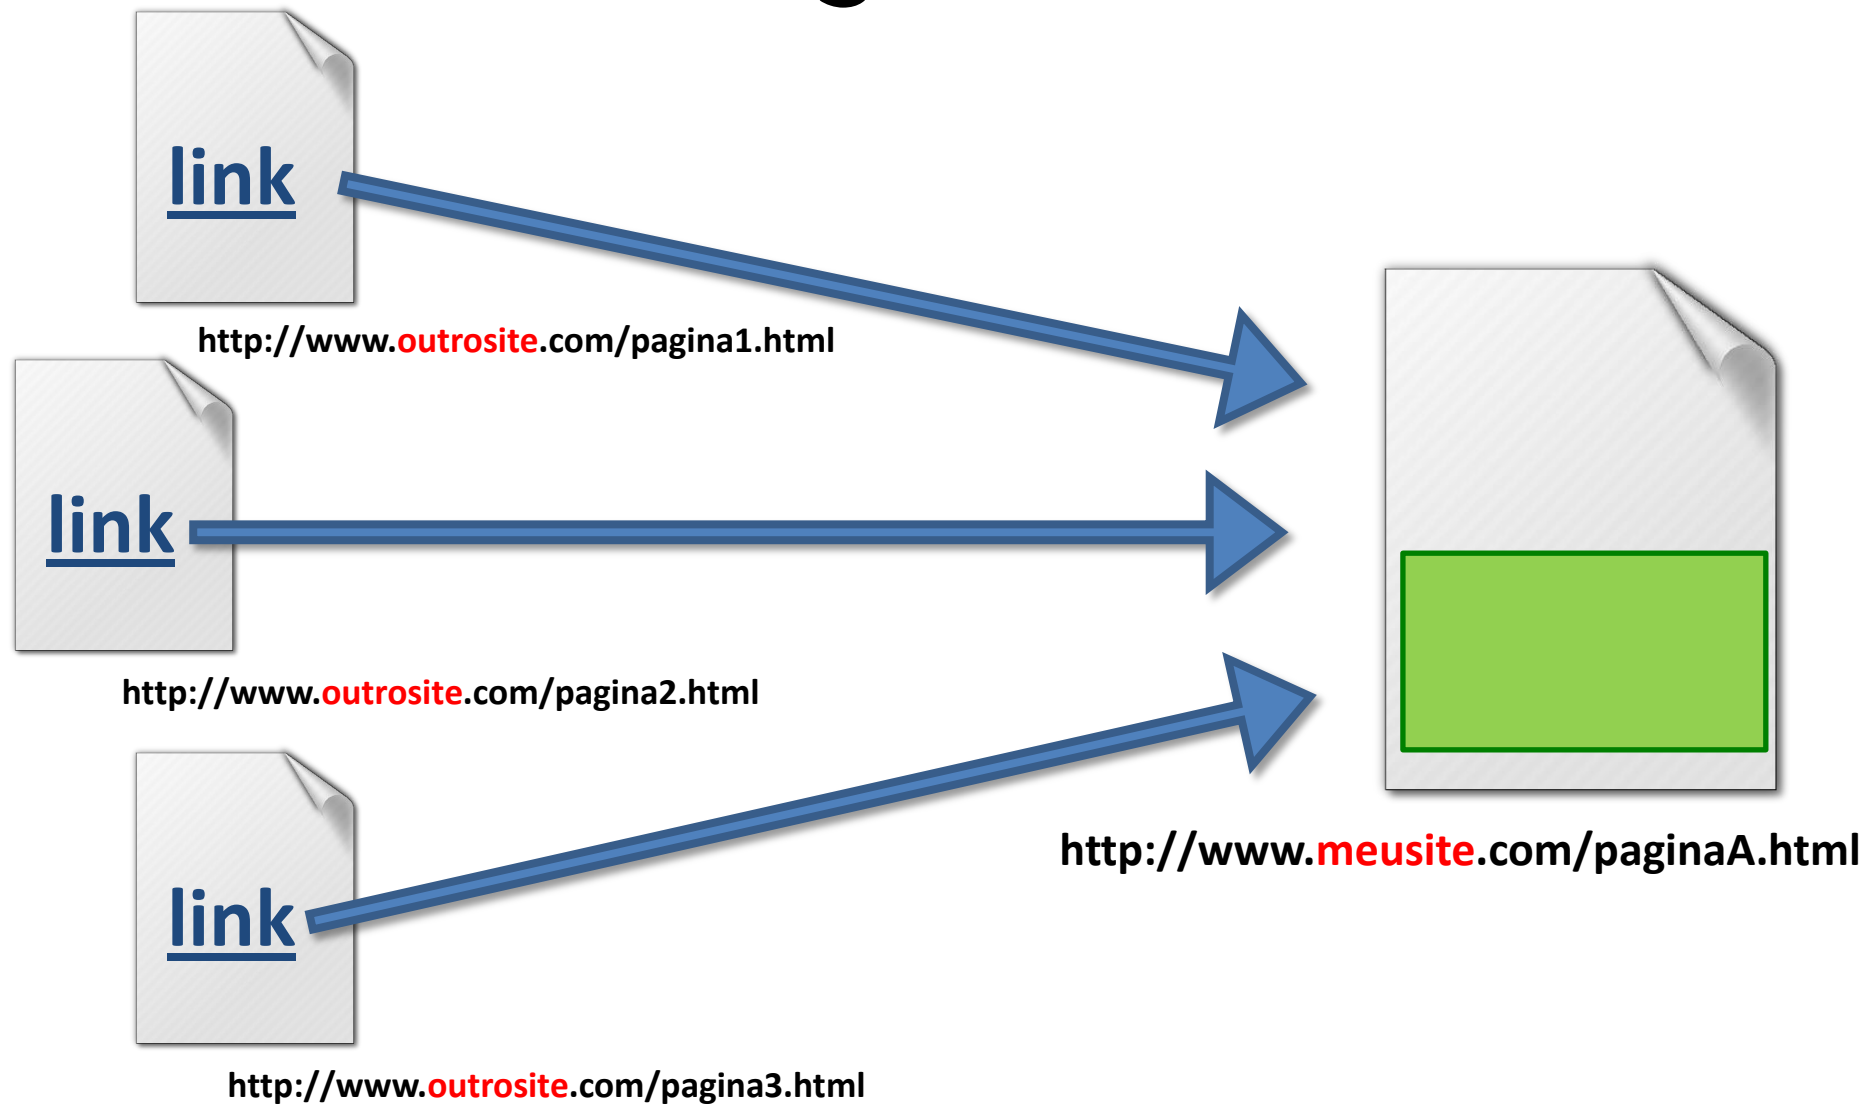 link
http://www.outrosite.com/pagina1.html
link
http://www.outrosite.com/pagina2.html
link
http://www.meusite.com/paginaA.html
http://www.outrosite.com/pagina3.html